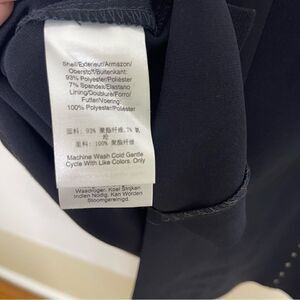 Shell/Exterieur/Armazon/
Oberstoff/Buitenkant:
93% Polyester/Poliéster
7% Spandex/Elastano
Lining/Doublure/Forro/
Futter/Voering:
100% Polyester/Poliéster
面料: 93% 聚酯纤维, 7% 氨
纶
里料: 100% 聚酯纤维
Machine Wash Cold Gentle
Cycle With Like Colors. Only
Wasdroger. Koel Strijken
Indien Nodig. Kan Worden
Stoomgereinigd.